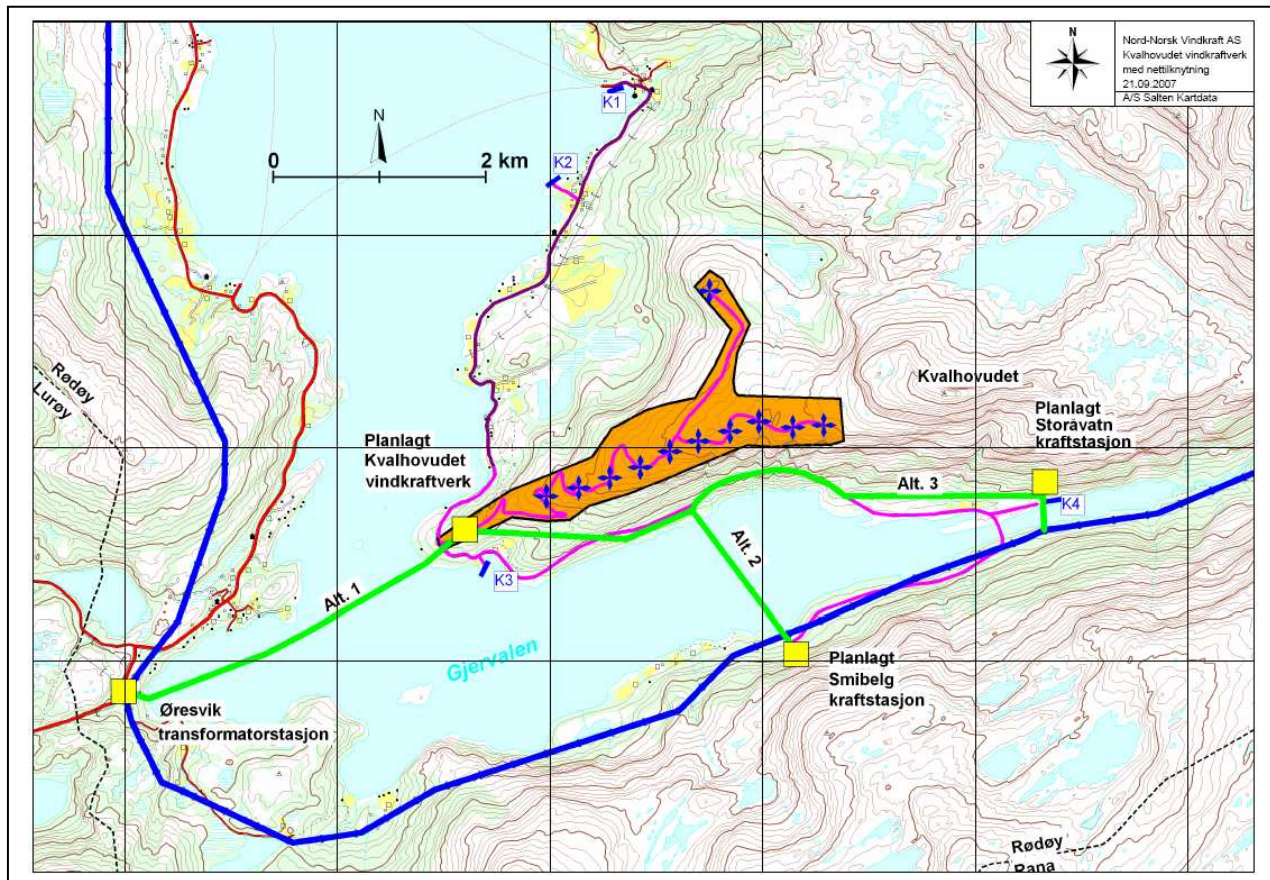 N
Nord-Norsk Vindkraft AS
Kvalhovudet vindkraftverk
med nettilknytning
21.09.2007
A/S Salten Kartdata
K1
N
0
2 km
K2
Rødøy
Lurøy
Kvalhovudet
Planlagt
Storåvatn
kraftstasjon
Planlagt
Kvalhovudet
vindkraftverk
Alt. 3
K4
Alt. 2
K3
Alt. 1
Gjervalen
Planlagt
Smibelg
kraftstasjon
Øresvik
transformatorstasjon
Rødøy
Rana